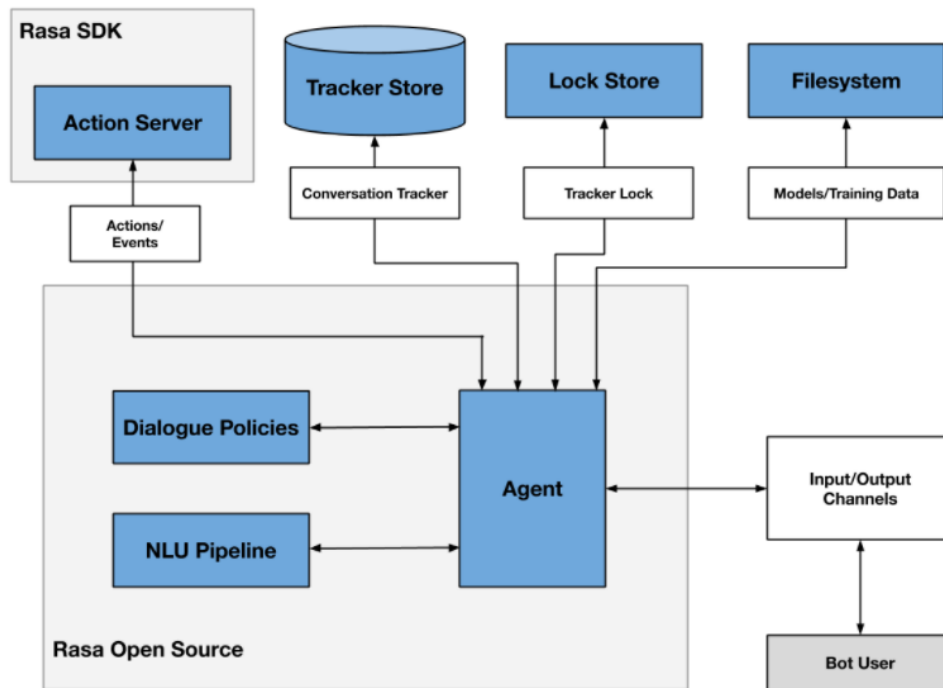 Rasa SDK
Action Server
Tracker Store
Lock Store
Filesystem
Conversation Tracker
Tracker Lock
Models/Training Data
Actions/
Events
Dialogue Policies
NLU Pipeline
Agent
Input/Output
Channels
Rasa Open Source
Bot User